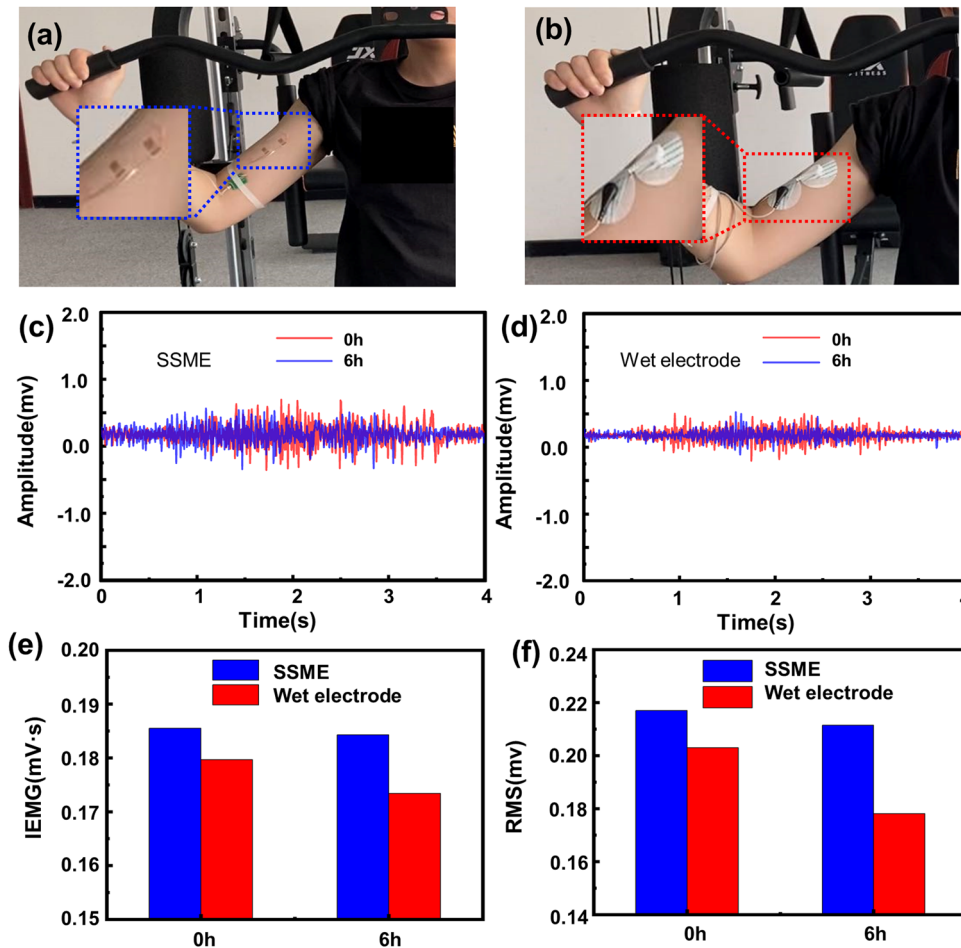 (a)
JX
(b)
FITNESS
(c)
2.0
1.0
0.0
-1.0
-2.0
Amplitude(mv)
SSME
0h
6h
0 1 2 3 4
Time(s)
(d)
2.0
1.0
0.0
-1.0
-2.0
Amplitude(mv)
Wet electrode
0h
6h
0 1 2 3
Time(s)
(e)
0.20
0.19
0.18
0.17
0.16
0.15
IEMG(mV·s)
SSME
Wet electrode
0h 6h
(f)
0.24
0.22
0.20
0.18
0.16
0.14
RMS(mv)
SSME
Wet electrode
0h 6h